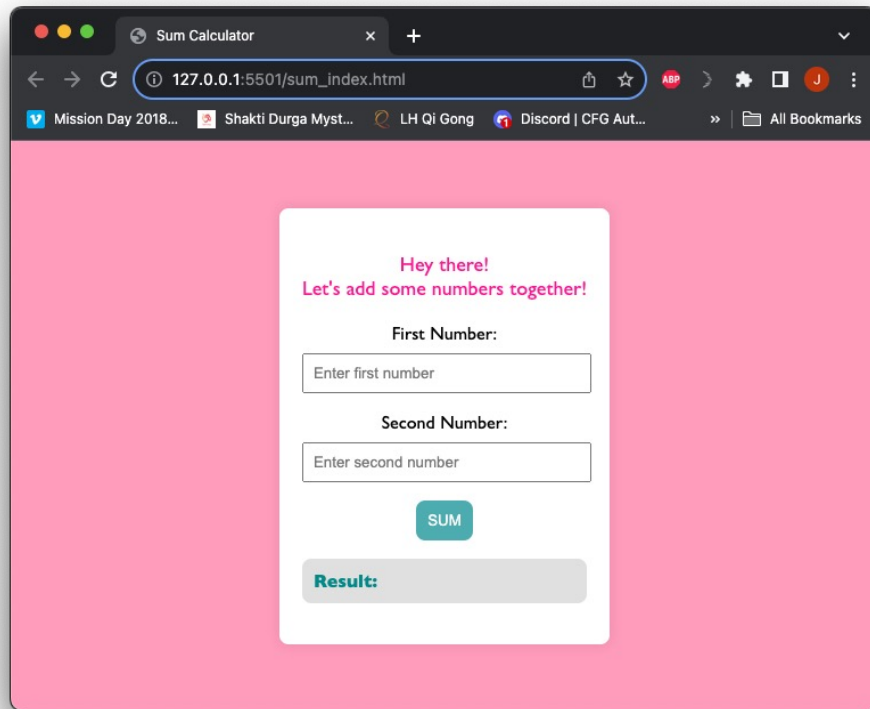 Sum Calculator
127.0.0.1:5501/sum_index.html
ABP
J
Mission Day 2018...
Shakti Durga Myst...
LH Qi Gong
1
Discord | CFG Aut...
»
All Bookmarks
Hey there!
Let's add some numbers together!
First Number:
Enter first number
Second Number:
Enter second number
SUM
Result: